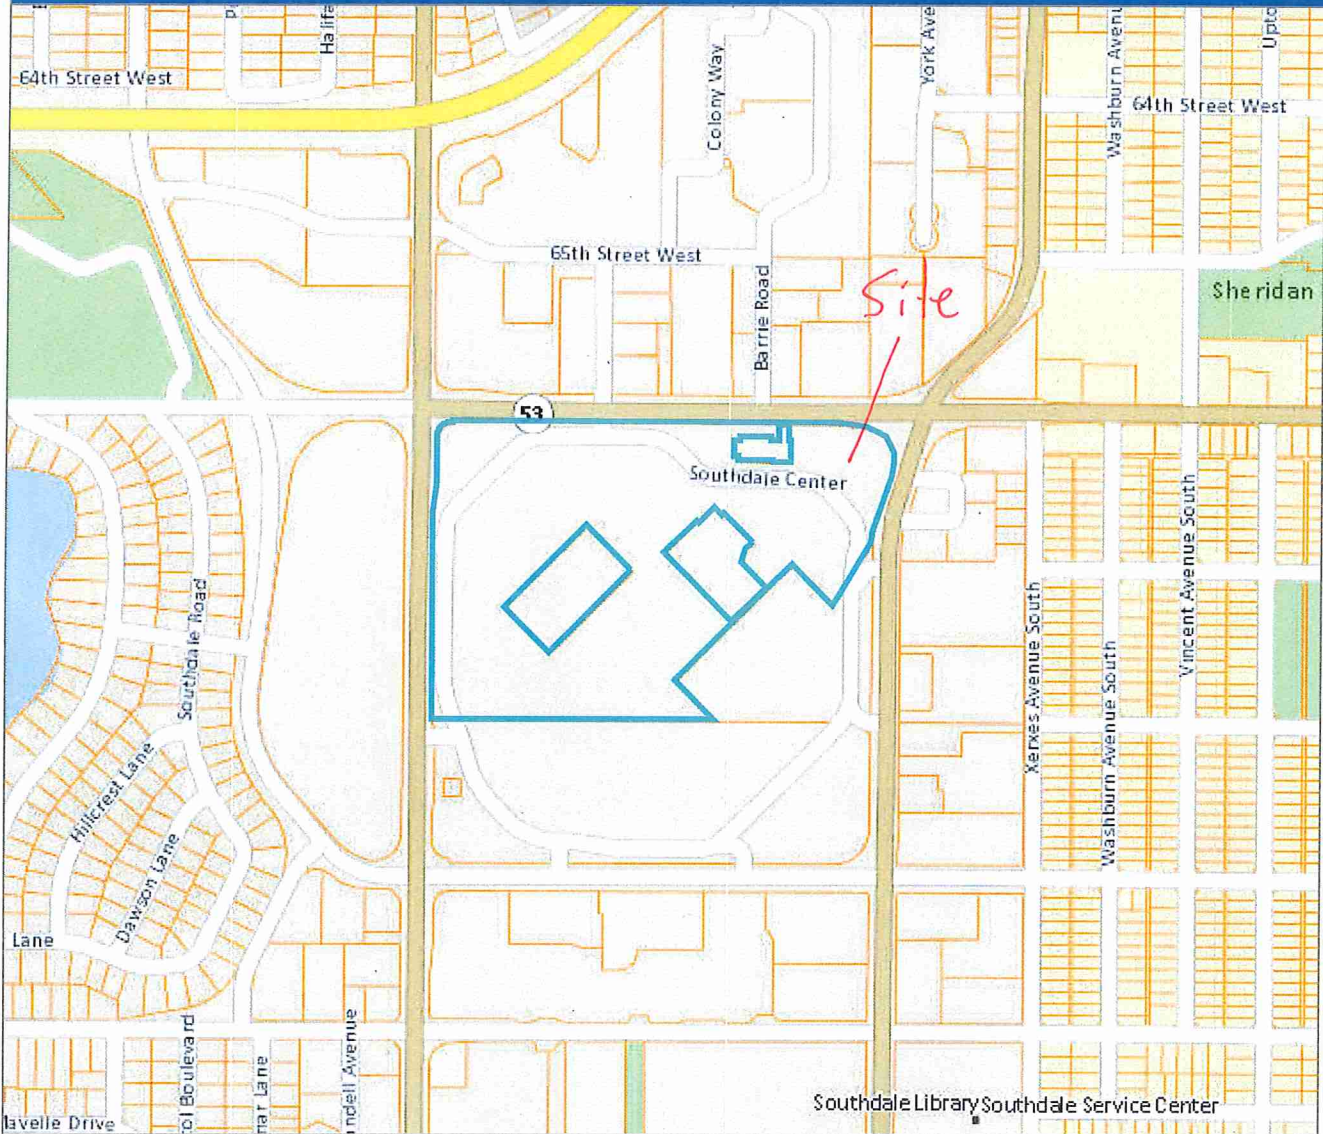 Halifa
York Ave
Washburn Avenu
Upto
64th Street West
Colony Way
64th Street West
65th Street West
Barrie Road
Site
Sheridan
53
Southdale Center
Southdale Road
Vincent Avenue South
Xerxes Avenue South
Washburn Avenue South
Hillcrest Lane
Dawson Lane
Lane
ol Boulevard
mar Lane
ndell Avenue
Southdale Library
Southdale Service Center
lavelle Drive